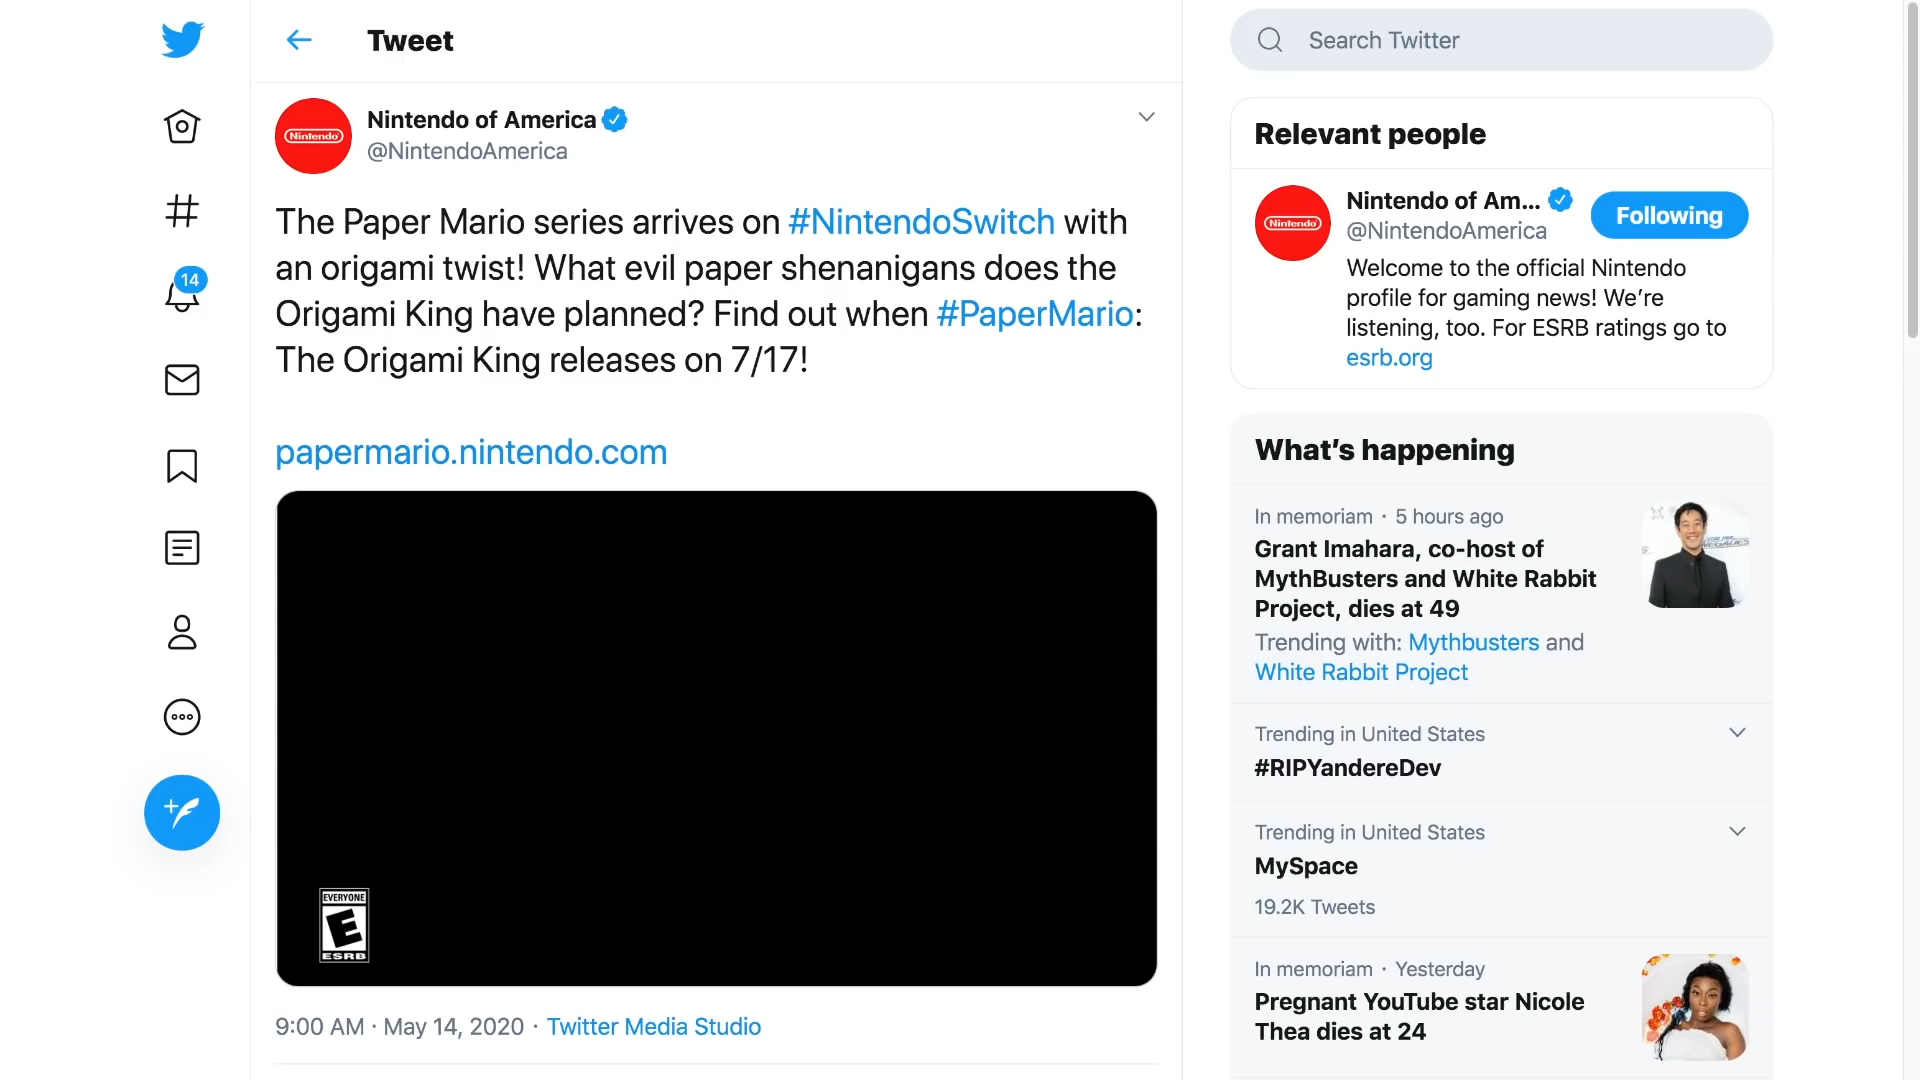 Tweet
Nintendo
Nintendo of America
@NintendoAmerica
The Paper Mario series arrives on #NintendoSwitch with
an origami twist! What evil paper shenanigans does the
Origami King have planned? Find out when #PaperMario:
The Origami King releases on 7/17!
papermario.nintendo.com
EVERYONE
E
ESRB
9:00 AM · May 14, 2020 · Twitter Media Studio
14
Search Twitter
Relevant people
Nintendo
Nintendo of Am...
@NintendoAmerica
Following
Welcome to the official Nintendo
profile for gaming news! We’re
listening, too. For ESRB ratings go to
esrb.org
What’s happening
In memoriam · 5 hours ago
Grant Imahara, co-host of
MythBusters and White Rabbit
Project, dies at 49
Trending with: Mythbusters and
White Rabbit Project
Trending in United States
#RIPYandereDev
Trending in United States
MySpace
19.2K Tweets
In memoriam · Yesterday
Pregnant YouTube star Nicole
Thea dies at 24